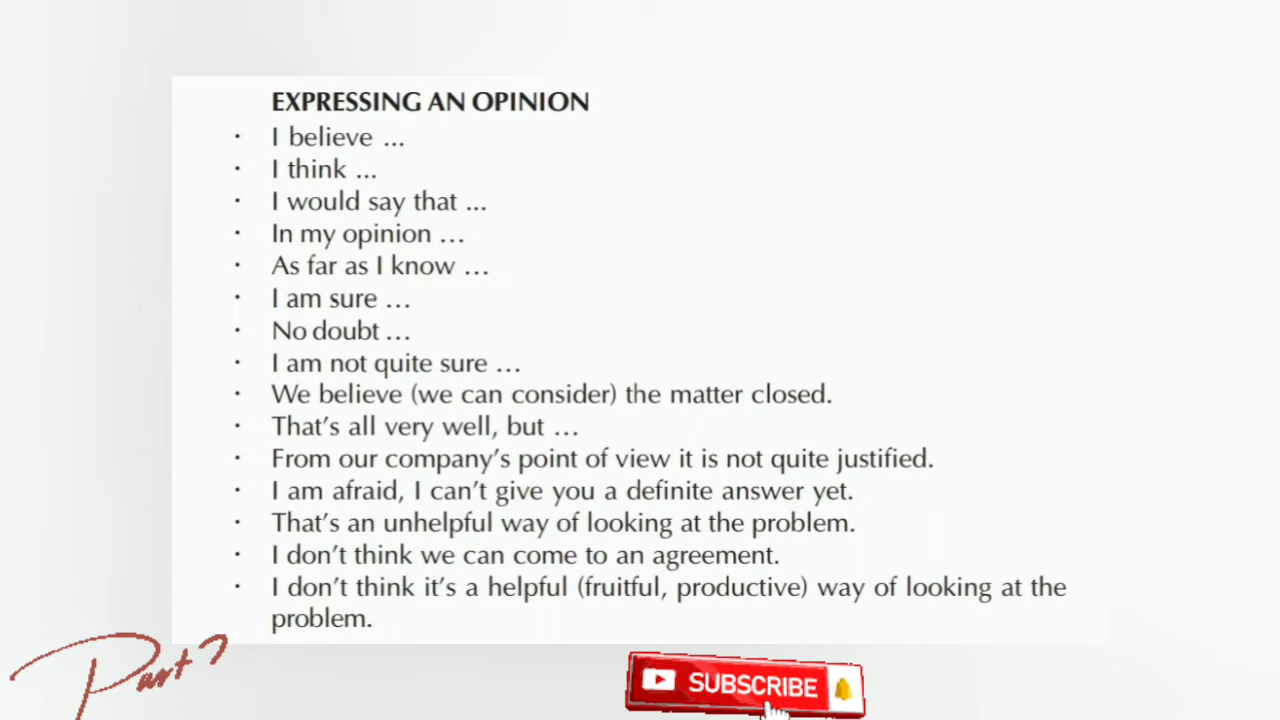 EXPRESSING AN OPINION
· I believe ...
· I think ...
· I would say that ...
· In my opinion …
· As far as I know …
· I am sure …
· No doubt …
· I am not quite sure …
· We believe (we can consider) the matter closed.
· That's all very well, but …
· From our company's point of view it is not quite justified.
· I am afraid, I can't give you a definite answer yet.
· That's an unhelpful way of looking at the problem.
· I don't think we can come to an agreement.
· I don't think it's a helpful (fruitful, productive) way of looking at the
problem.
Part 7
SUBSCRIBE